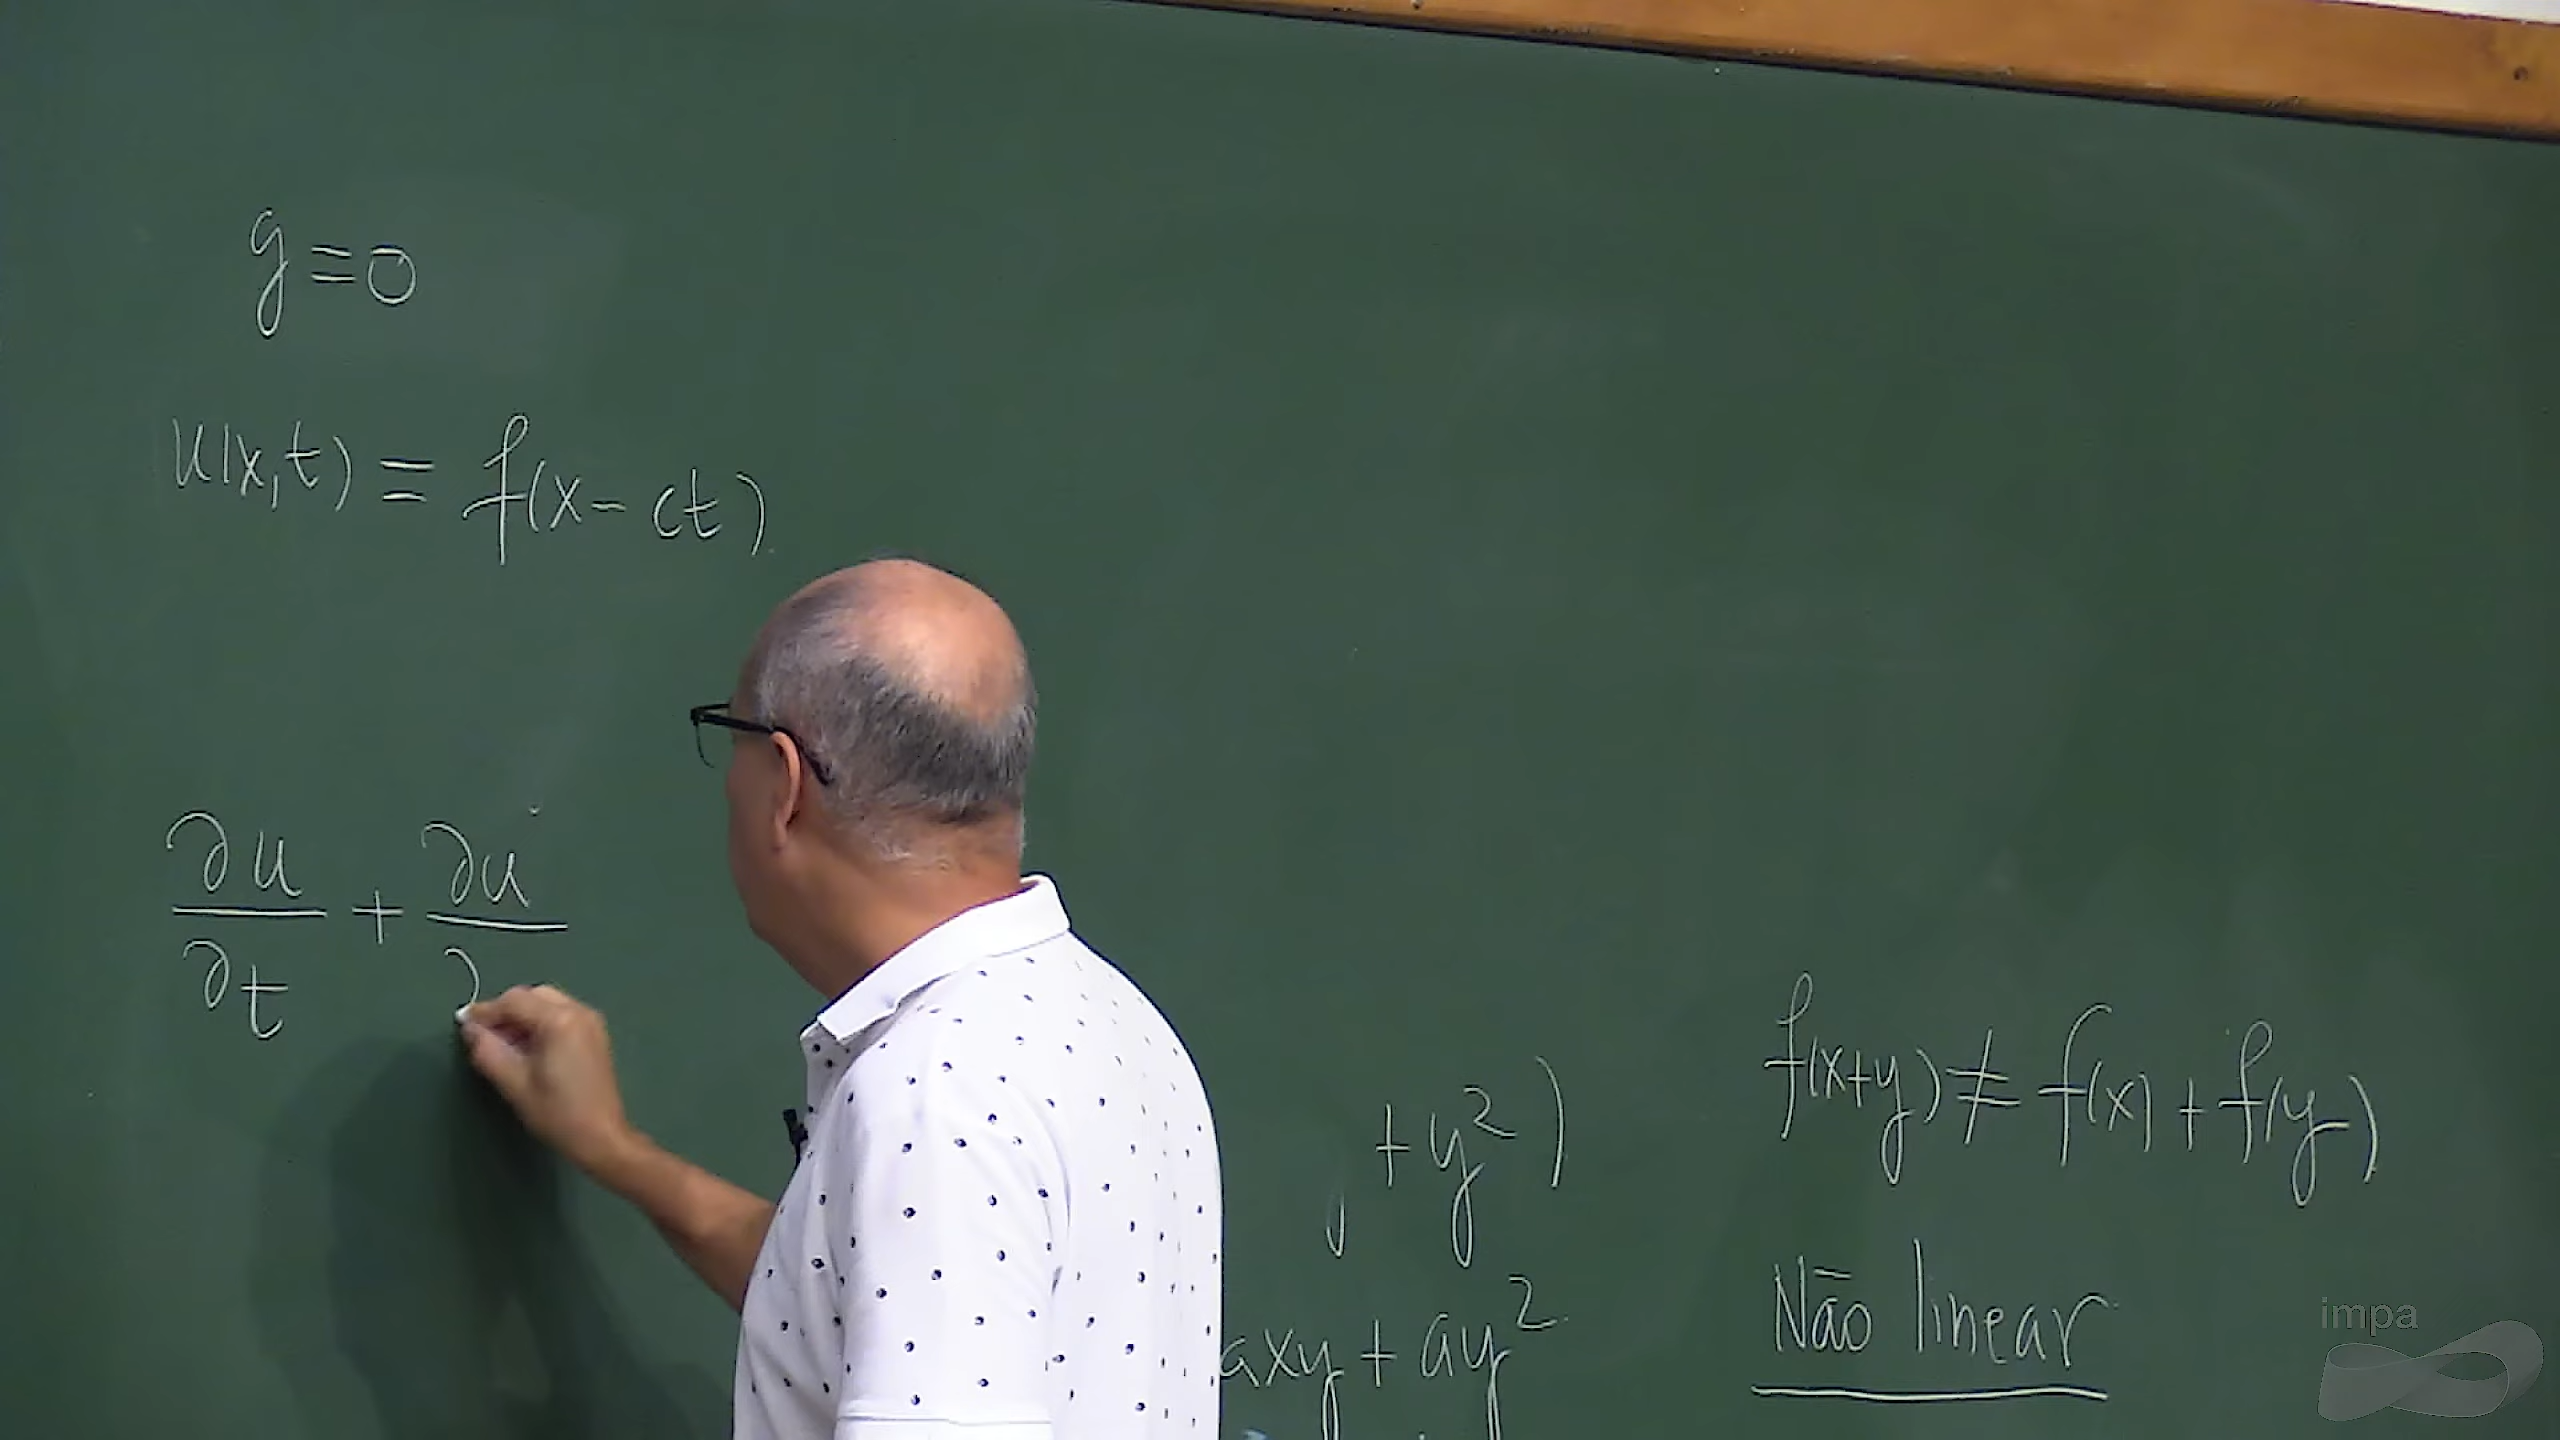 g = 0
u(x,t) = f(x - ct)
∂u/∂t + ∂u/∂
+ y²)
f(x+y) ≠ f(x) + f(y)
axy + ay²
Não linear
impa